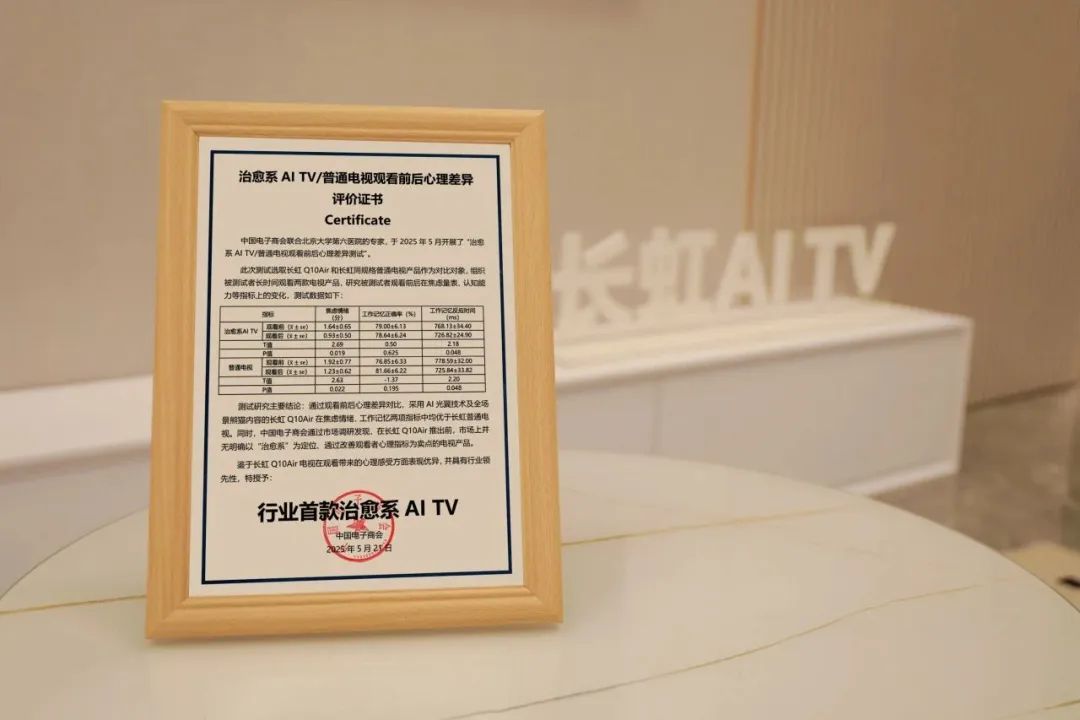 治愈系 AI TV/普通电视观看前后心理差异
评价证书
Certificate
中国电子商会联合北京大学第六医院的专家，于 2025 年 5 月开展了“治愈
系 AI TV/普通电视观看前后心理差异测试”。
此次测试选取长虹 Q10Air 和长虹同规格普通电视产品作为对比对象，组织
被测试者长时间观看两款电视产品，研究被测试者观看前后在焦虑量表、认知能
力等指标上的变化，测试数据如下：
指标 焦虑情绪（分） 工作记忆正确率（%） 工作记忆反应时间（ms）
治愈系AI TV 观看前（x̄±se） 1.64±0.65 79.00±6.13 768.13±34.40
观看后（x̄±se） 0.93±0.50 78.64±6.24 726.82±24.90
T值 2.69 0.50 2.18
P值 0.019 0.625 0.048
普通电视 观看前（x̄±se） 1.92±0.77 76.85±6.33 778.59±32.00
观看后（x̄±se） 1.23±0.62 81.66±6.22 725.84±33.82
T值 2.63 -1.37 2.20
P值 0.022 0.195 0.048
测试研究主要结论：通过观看前后心理差异对比，采用 AI 光翼技术及全场
景熊猫内容的长虹 Q10Air 在焦虑情绪、工作记忆两项指标中均优于长虹普通电
视。同时，中国电子商会通过市场调研发现，在长虹 Q10Air 推出前，市场上并
无明确以“治愈系”为定位、通过改善观看者心理指标为卖点的电视产品。
鉴于长虹 Q10Air 电视在观看带来的心理感受方面表现优异，并具有行业领
先性，特授予：
行业首款治愈系 AI TV
中国电子商会
2025 年 5 月 21 日
长虹AI TV